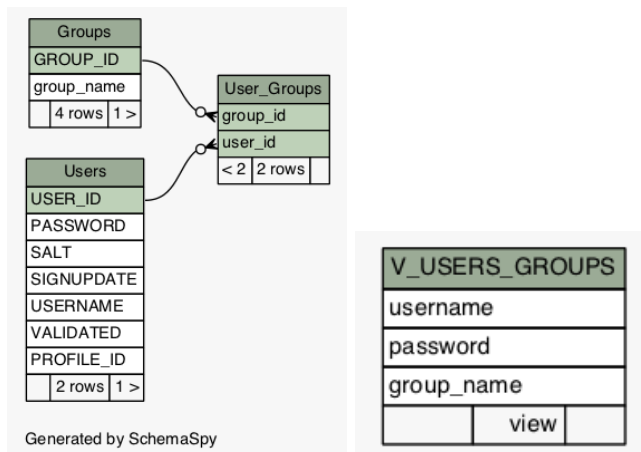 Groups
GROUP_ID
group_name
4 rows 1 >
User_Groups
group_id
user_id
< 2 2 rows
Users
USER_ID
PASSWORD
SALT
SIGNUPDATE
USERNAME
VALIDATED
PROFILE_ID
2 rows 1 >
Generated by SchemaSpy
V_USERS_GROUPS
username
password
group_name
view